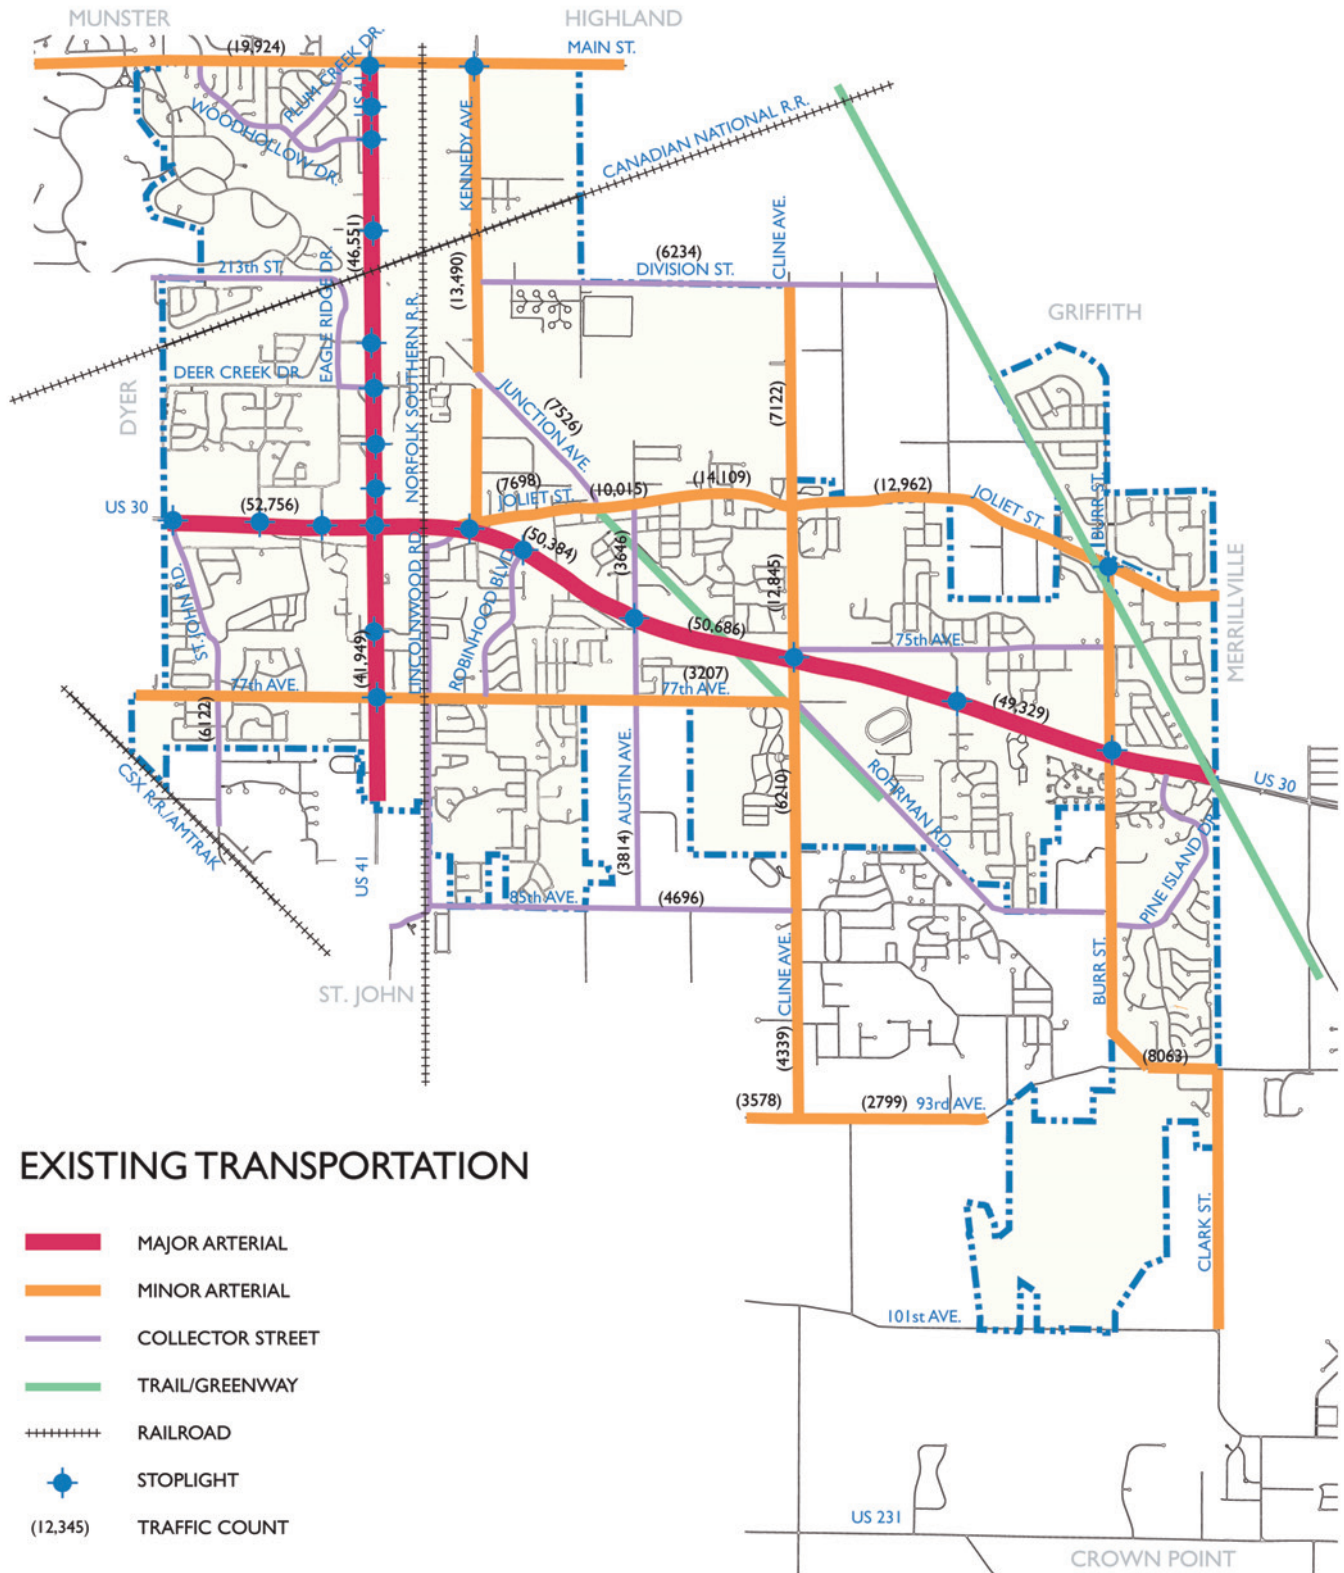 MUNSTER
HIGHLAND
(19,924)
MAIN ST.
PLUM CREEK DR.
US 41
WOODHOLLOW DR.
KENNEDY AVE.
CANADIAN NATIONAL R.R.
(46,551)
CLINE AVE.
(6234)
213th ST.
DIVISION ST.
EAGLE RIDGE DR.
(13,490)
NORFOLK SOUTHERN R.R.
GRIFFITH
DEER CREEK DR.
DYER
JUNCTION AVE.
(7526)
(7122)
(7698)
JOLIET ST.
(10,015)
(14,109)
(12,962)
JOLIET ST.
BURR ST.
US 30
(52,756)
(50,384)
(3646)
(12,845)
MERRILLVILLE
ST. JOHN RD.
LINCOLNWOOD RD.
ROBINHOOD BLVD.
(50,686)
75th AVE.
(41,949)
(3207)
77th AVE.
77th AVE.
(6122)
(49,329)
CSX R.R./AMTRAK
(6210)
ROHRMAN RD.
US 30
AUSTIN AVE.
(3814)
PINE ISLAND DR.
US 41
85th AVE.
(4696)
CLINE AVE.
BURR ST.
ST. JOHN
(4339)
(8063)
(3578)
(2799)
93rd AVE.
CLARK ST.
101st AVE.
US 231
CROWN POINT
EXISTING TRANSPORTATION
MAJOR ARTERIAL
MINOR ARTERIAL
COLLECTOR STREET
TRAIL/GREENWAY
RAILROAD
STOPLIGHT
(12,345)
TRAFFIC COUNT